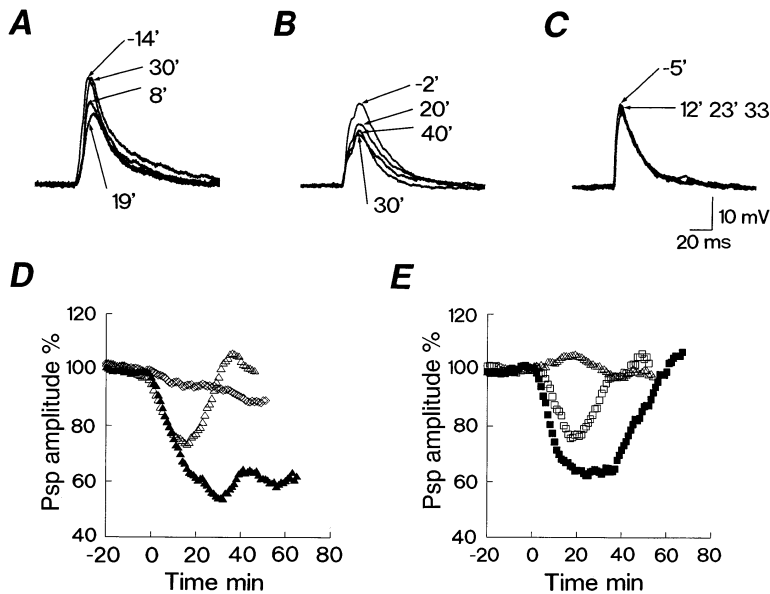 A
-14'
30'
8'
19'
B
-2'
20'
40'
30'
C
-5'
12' 23' 33
10 mV
20 ms
D
Psp amplitude %
120
100
80
60
40
-20 0 20 40 60 80
Time min
E
Psp amplitude %
120
100
80
60
40
-20 0 20 40 60 80
Time min